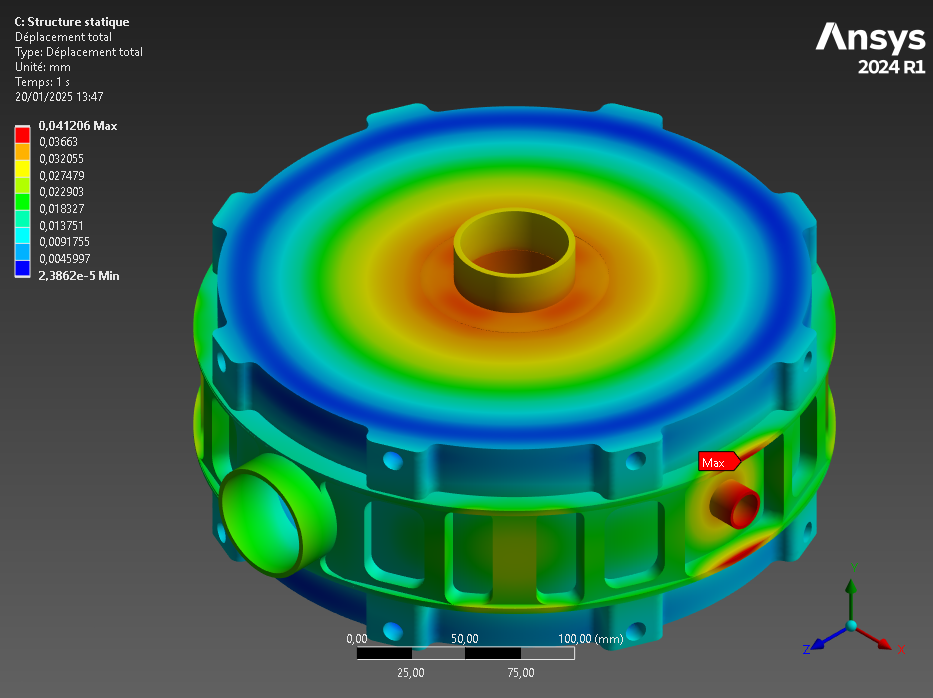 C: Structure statique
Déplacement total
Type: Déplacement total
Unité: mm
Temps: 1 s
20/01/2025 13:47
0,041206 Max
0,03663
0,032055
0,027479
0,022903
0,018327
0,013751
0,0091755
0,0045997
2,3862e-5 Min
Ansys
2024 R1
Max
0,00
50,00
100,00 (mm)
25,00
75,00
Y
Z
X